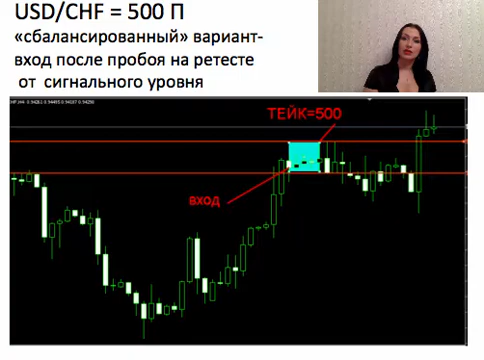 USD/CHF = 500 П
«сбалансированный» вариант-
вход после пробоя на ретесте
от сигнального уровня
ТЕЙК=500
вход